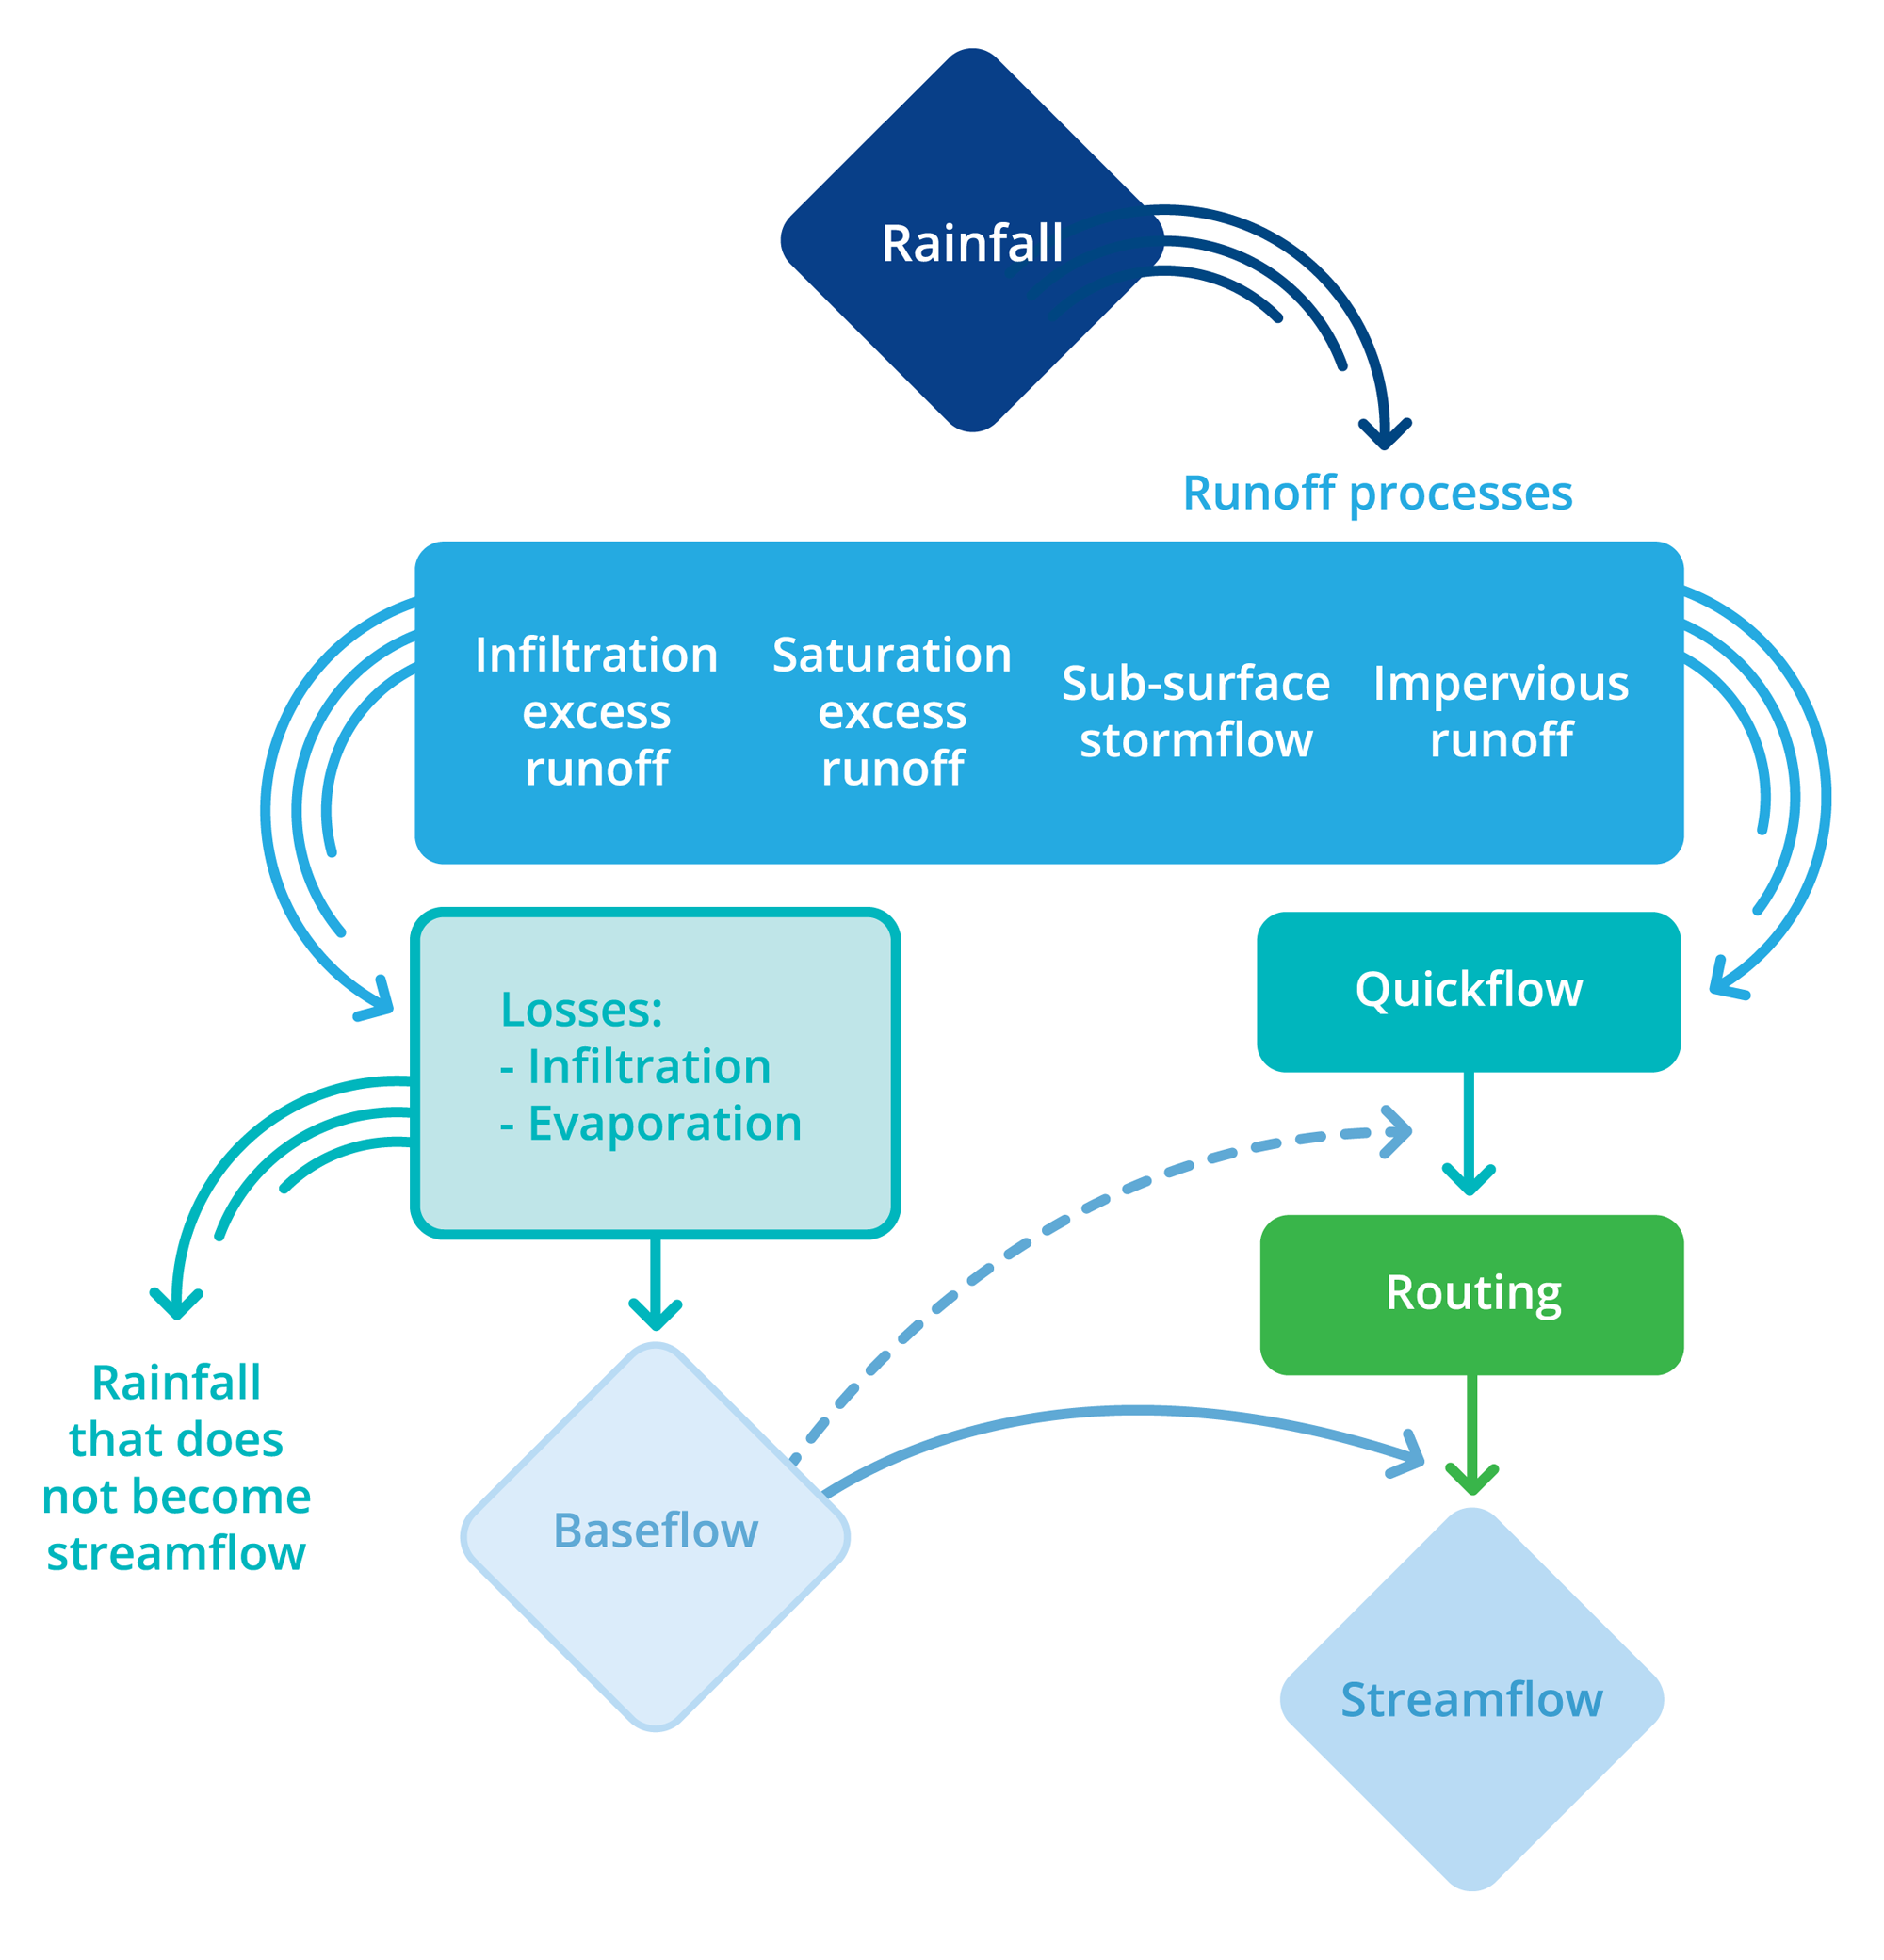 Rainfall
Runoff processes
Infiltration
excess
runoff
Saturation
excess
runoff
Sub-surface
stormflow
Impervious
runoff
Losses:
- Infiltration
- Evaporation
Quickflow
Routing
Rainfall
that does
not become
streamflow
Baseflow
Streamflow